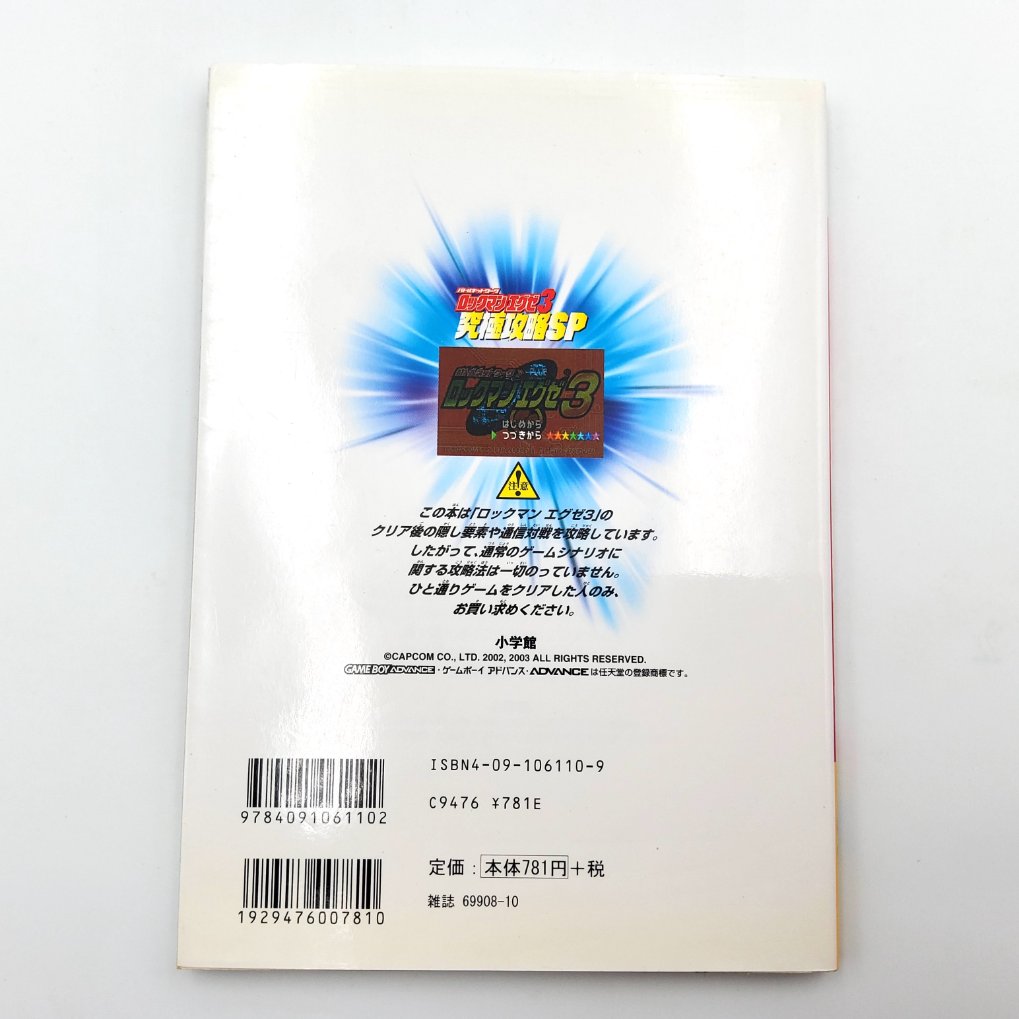 バトルネットワーク
ロックマンエグゼ3
究極攻略SP
バトルネットワーク
ロックマンエグゼ3
はじめから
つづきから
注意
この本は「ロックマン エグゼ3」の
クリア後の隠し要素や通信対戦を攻略しています。
したがって、通常のゲームシナリオに
関する攻略法は一切のっていません。
ひと通りゲームをクリアした人のみ、
お買い求めください。
小学館
©CAPCOM CO., LTD. 2002, 2003 ALL RIGHTS RESERVED.
GAME BOY ADVANCE・ゲームボーイ アドバンス・ADVANCEは任天堂の登録商標です。
ISBN4-09-106110-9
C9476 ¥781E
9784091061102
定価：本体781円+税
雑誌 69908-10
1929476007810